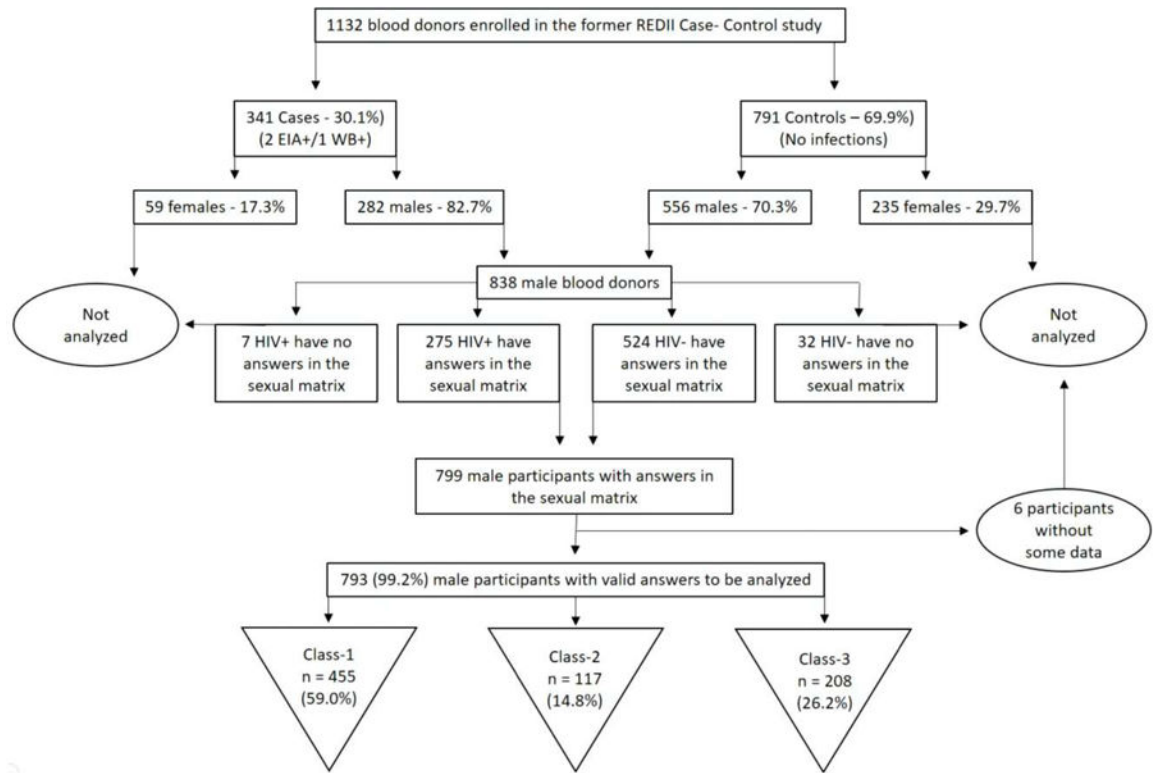 1132 blood donors enrolled in the former REDII Case- Control study
341 Cases - 30.1%)
(2 EIA+/1 WB+)
791 Controls – 69.9%)
(No infections)
59 females - 17.3%
282 males - 82.7%
556 males - 70.3%
235 females - 29.7%
838 male blood donors
Not
analyzed
7 HIV+ have no
answers in the
sexual matrix
275 HIV+ have
answers in the
sexual matrix
524 HIV- have
answers in the
sexual matrix
32 HIV- have no
answers in the
sexual matrix
Not
analyzed
799 male participants with answers in
the sexual matrix
6 participants
without
some data
793 (99.2%) male participants with valid answers to be analyzed
Class-1
n = 455
(59.0%)
Class-2
n = 117
(14.8%)
Class-3
n = 208
(26.2%)